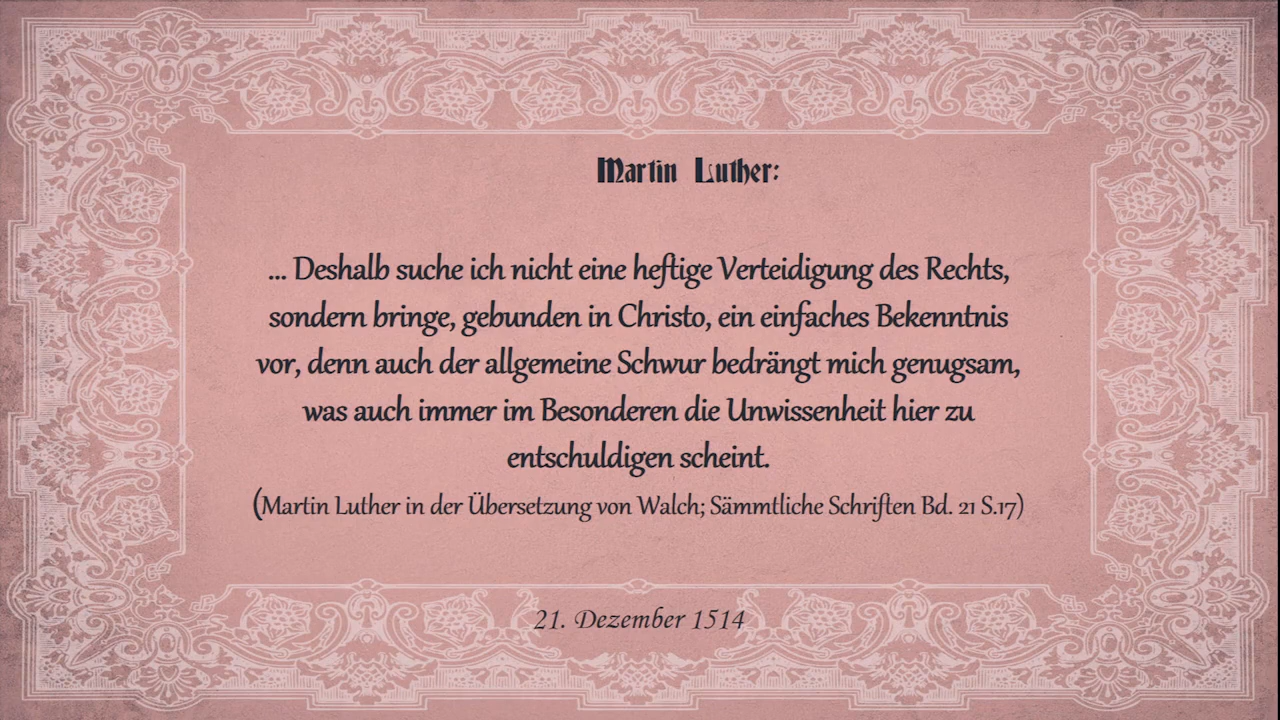 Martin Luther:
... Deshalb suche ich nicht eine heftige Verteidigung des Rechts,
sondern bringe, gebunden in Christo, ein einfaches Bekenntnis
vor, denn auch der allgemeine Schwur bedrängt mich genugsam,
was auch immer im Besonderen die Unwissenheit hier zu
entschuldigen scheint.
(Martin Luther in der Übersetzung von Walch; Sämmtliche Schriften Bd. 21 S.17)
21. Dezember 1514